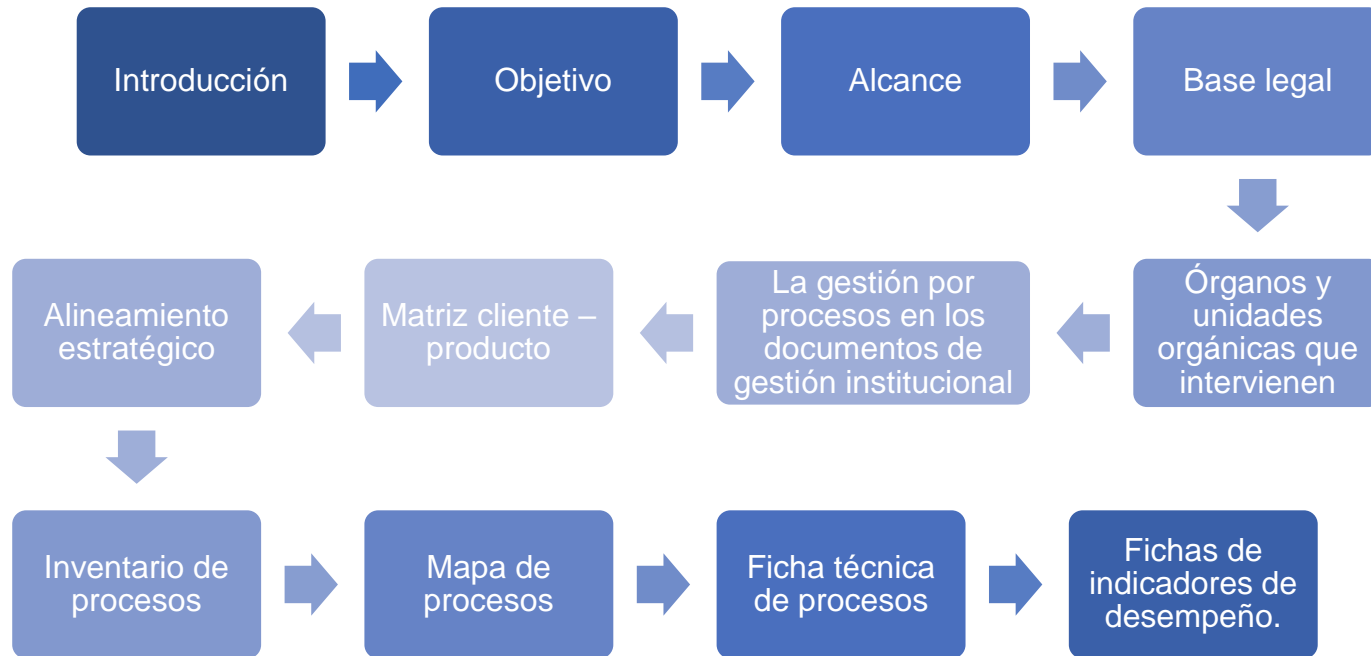 Introducción
Objetivo
Alcance
Base legal
Órganos y
unidades
orgánicas que
intervienen
La gestión por
procesos en los
documentos de
gestión institucional
Matriz cliente –
producto
Alineamiento
estratégico
Inventario de
procesos
Mapa de
procesos
Ficha técnica
de procesos
Fichas de
indicadores de
desempeño.